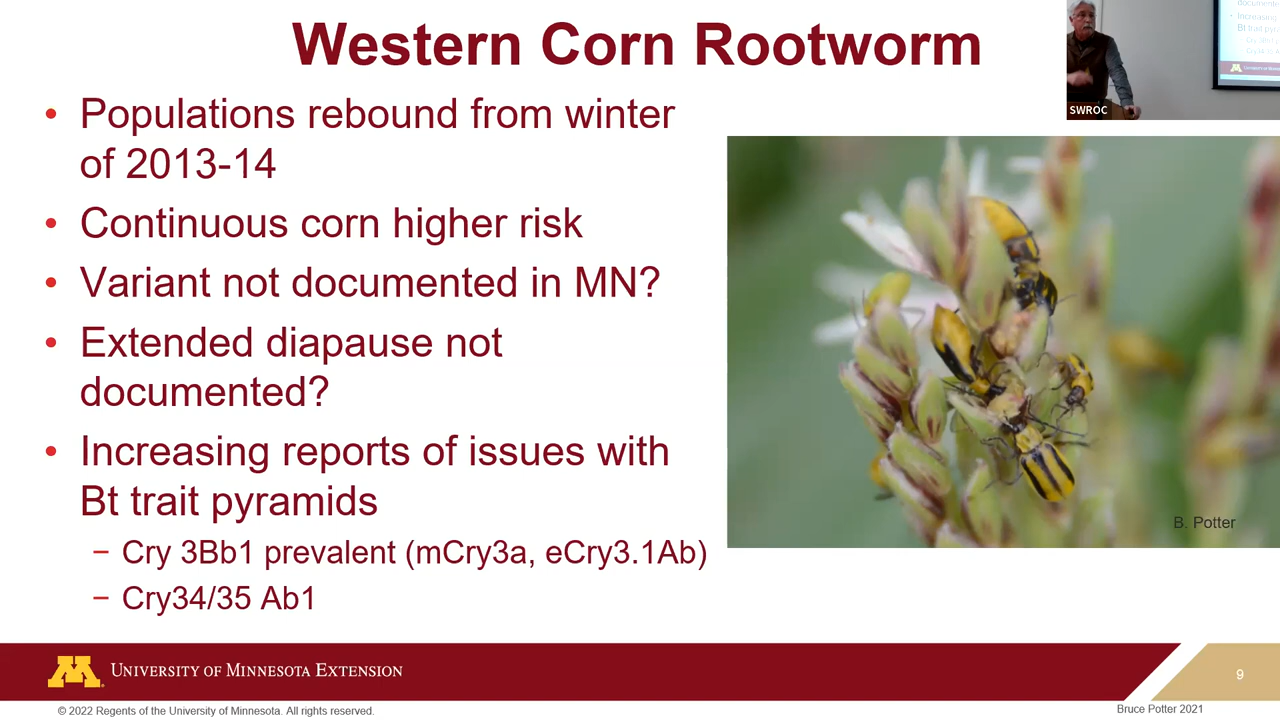 Western Corn Rootworm
• Populations rebound from winter
of 2013-14
• Continuous corn higher risk
• Variant not documented in MN?
• Extended diapause not
documented?
• Increasing reports of issues with
Bt trait pyramids
− Cry 3Bb1 prevalent (mCry3a, eCry3.1Ab)
− Cry34/35 Ab1
SWROC
B. Potter
UNIVERSITY OF MINNESOTA EXTENSION
9
© 2022 Regents of the University of Minnesota. All rights reserved.
Bruce Potter 2021